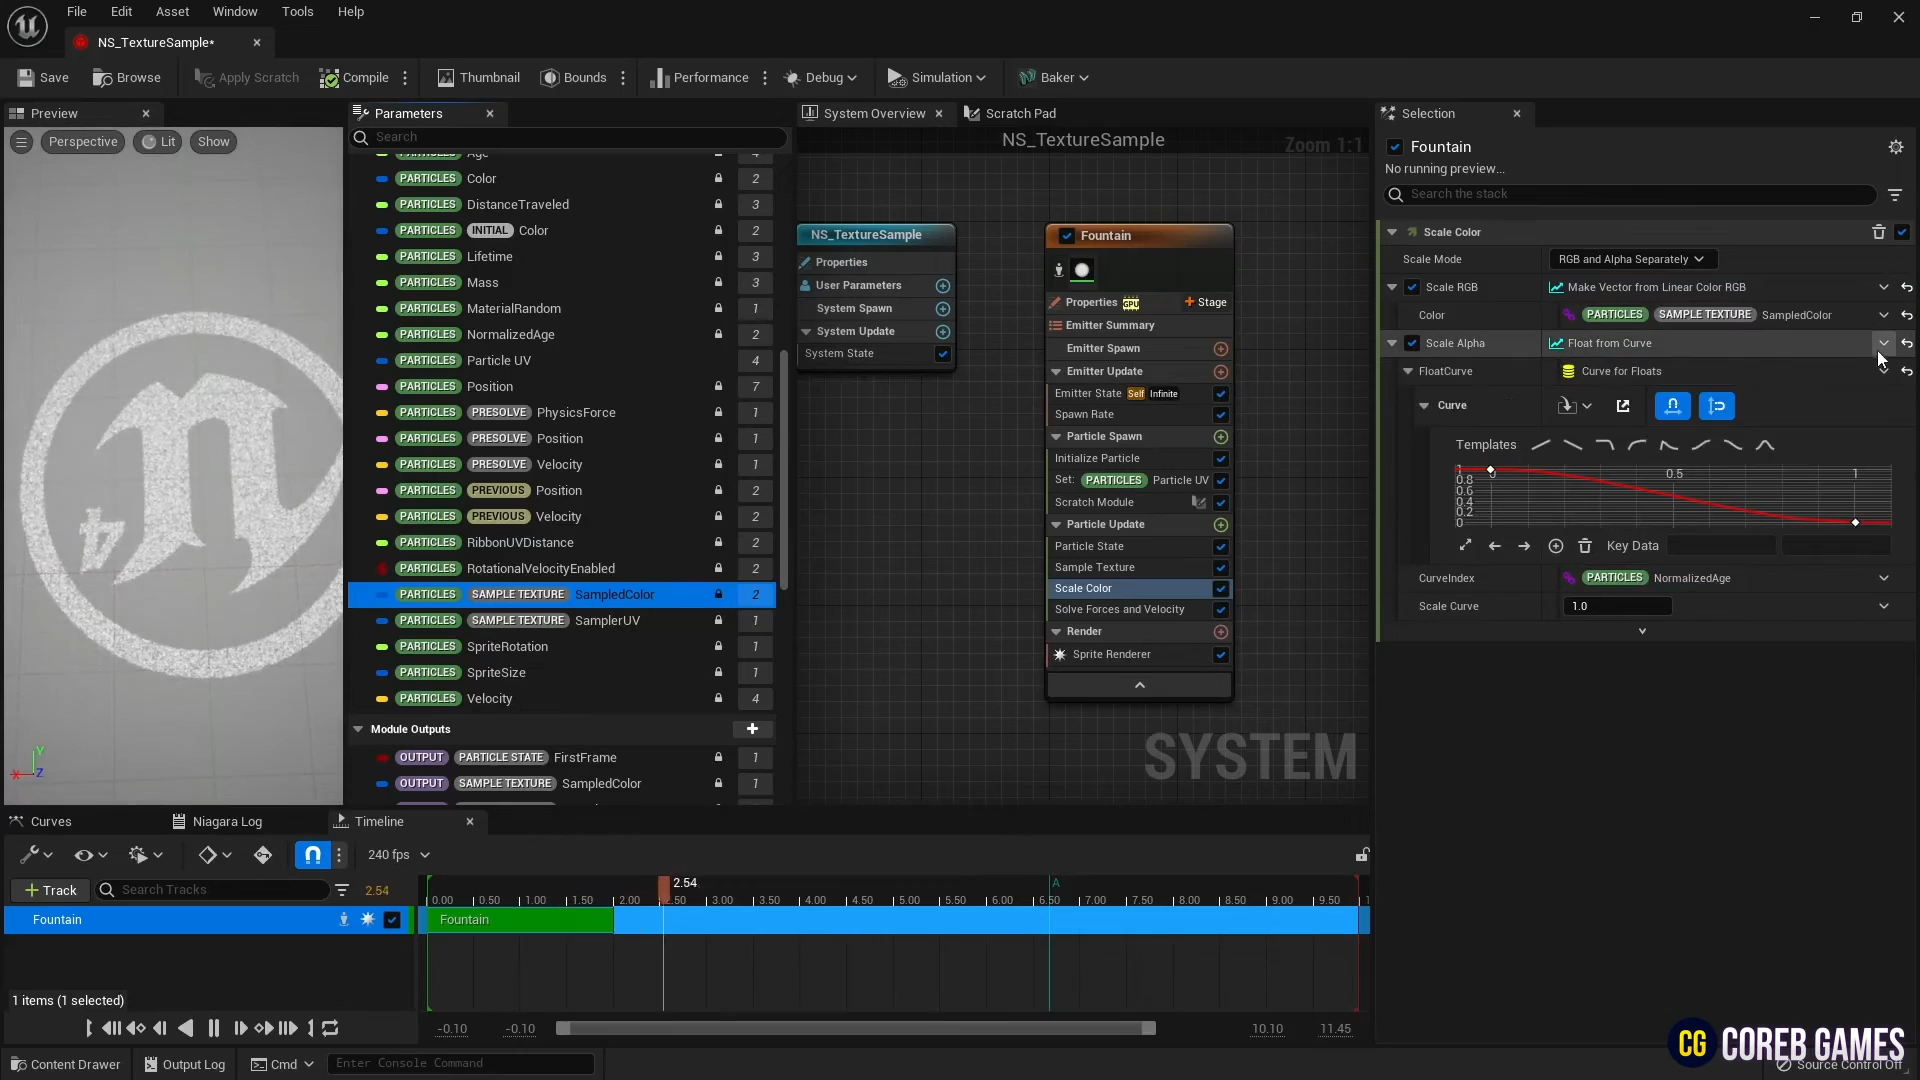 File Edit Asset Window Tools Help
NS_TextureSample*
Save Browse Apply Scratch Compile Thumbnail Bounds Performance Debug Simulation Baker
Preview
Perspective Lit Show
Parameters
Search
Age
PARTICLES Color 2
PARTICLES DistanceTraveled 3
PARTICLES INITIAL Color 2
PARTICLES Lifetime 3
PARTICLES Mass 3
PARTICLES MaterialRandom 2
PARTICLES NormalizedAge 2
PARTICLES Particle UV 4
PARTICLES Position 7
PARTICLES PRESOLVE PhysicsForce 1
PARTICLES PRESOLVE Position 1
PARTICLES PRESOLVE Velocity 1
PARTICLES PREVIOUS Position 2
PARTICLES PREVIOUS Velocity 2
PARTICLES RibbonUVDistance 2
PARTICLES RotationalVelocityEnabled 2
PARTICLES SAMPLE TEXTURE SampledColor 2
PARTICLES SAMPLE TEXTURE SamplerUV 1
PARTICLES SpriteRotation 1
PARTICLES SpriteSize 1
PARTICLES Velocity 4
Module Outputs
OUTPUT PARTICLE STATE FirstFrame 1
OUTPUT SAMPLE TEXTURE SampledColor 1
System Overview Scratch Pad
NS_TextureSample Zoom 1:1
NS_TextureSample
Properties
User Parameters
System Spawn
System Update
System State
Fountain
Properties GPU Stage
Emitter Summary
Emitter Spawn
Emitter Update
Emitter State Self Infinite
Spawn Rate
Particle Spawn
Initialize Particle
Set: PARTICLES Particle UV
Scratch Module
Particle Update
Particle State
Sample Texture
Scale Color
Solve Forces and Velocity
Render
Sprite Renderer
SYSTEM
Selection
Fountain
No running preview...
Search the stack
Scale Color
Scale Mode RGB and Alpha Separately
Scale RGB Make Vector from Linear Color RGB
Color PARTICLES SAMPLE TEXTURE SampledColor
Scale Alpha Float from Curve
FloatCurve Curve for Floats
Curve
Templates
1 0 0.5 1
0.8
0.6
0.4
0.2
0
Key Data
CurveIndex PARTICLES NormalizedAge
Scale Curve 1.0
Curves Niagara Log Timeline
240 fps
Track Search Tracks 2.54
2.54 A
0.00 0.50 1.00 1.50 2.00 2.50 3.00 3.50 4.00 4.50 5.00 5.50 6.00 6.50 7.00 7.50 8.00 8.50 9.00 9.50 1
Fountain Fountain
1 items (1 selected)
-0.10 -0.10 10.10 11.45
Content Drawer Output Log Cmd Enter Console Command
CG COREB GAMES
Source Control Off